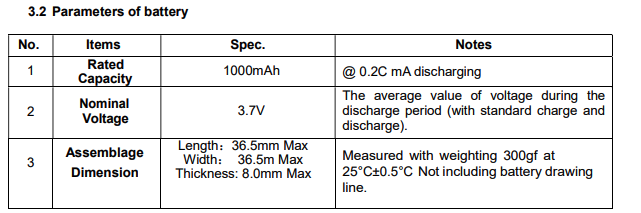 3.2 Parameters of battery
No. Items Spec. Notes
1 Rated Capacity 1000mAh @ 0.2C mA discharging
2 Nominal Voltage 3.7V The average value of voltage during the
discharge period (with standard charge and
discharge).
3 Assemblage Dimension Length：36.5mm Max
Width： 36.5m Max
Thickness: 8.0mm Max
Measured with weighting 300gf at
25°C±0.5°C Not including battery drawing
line.